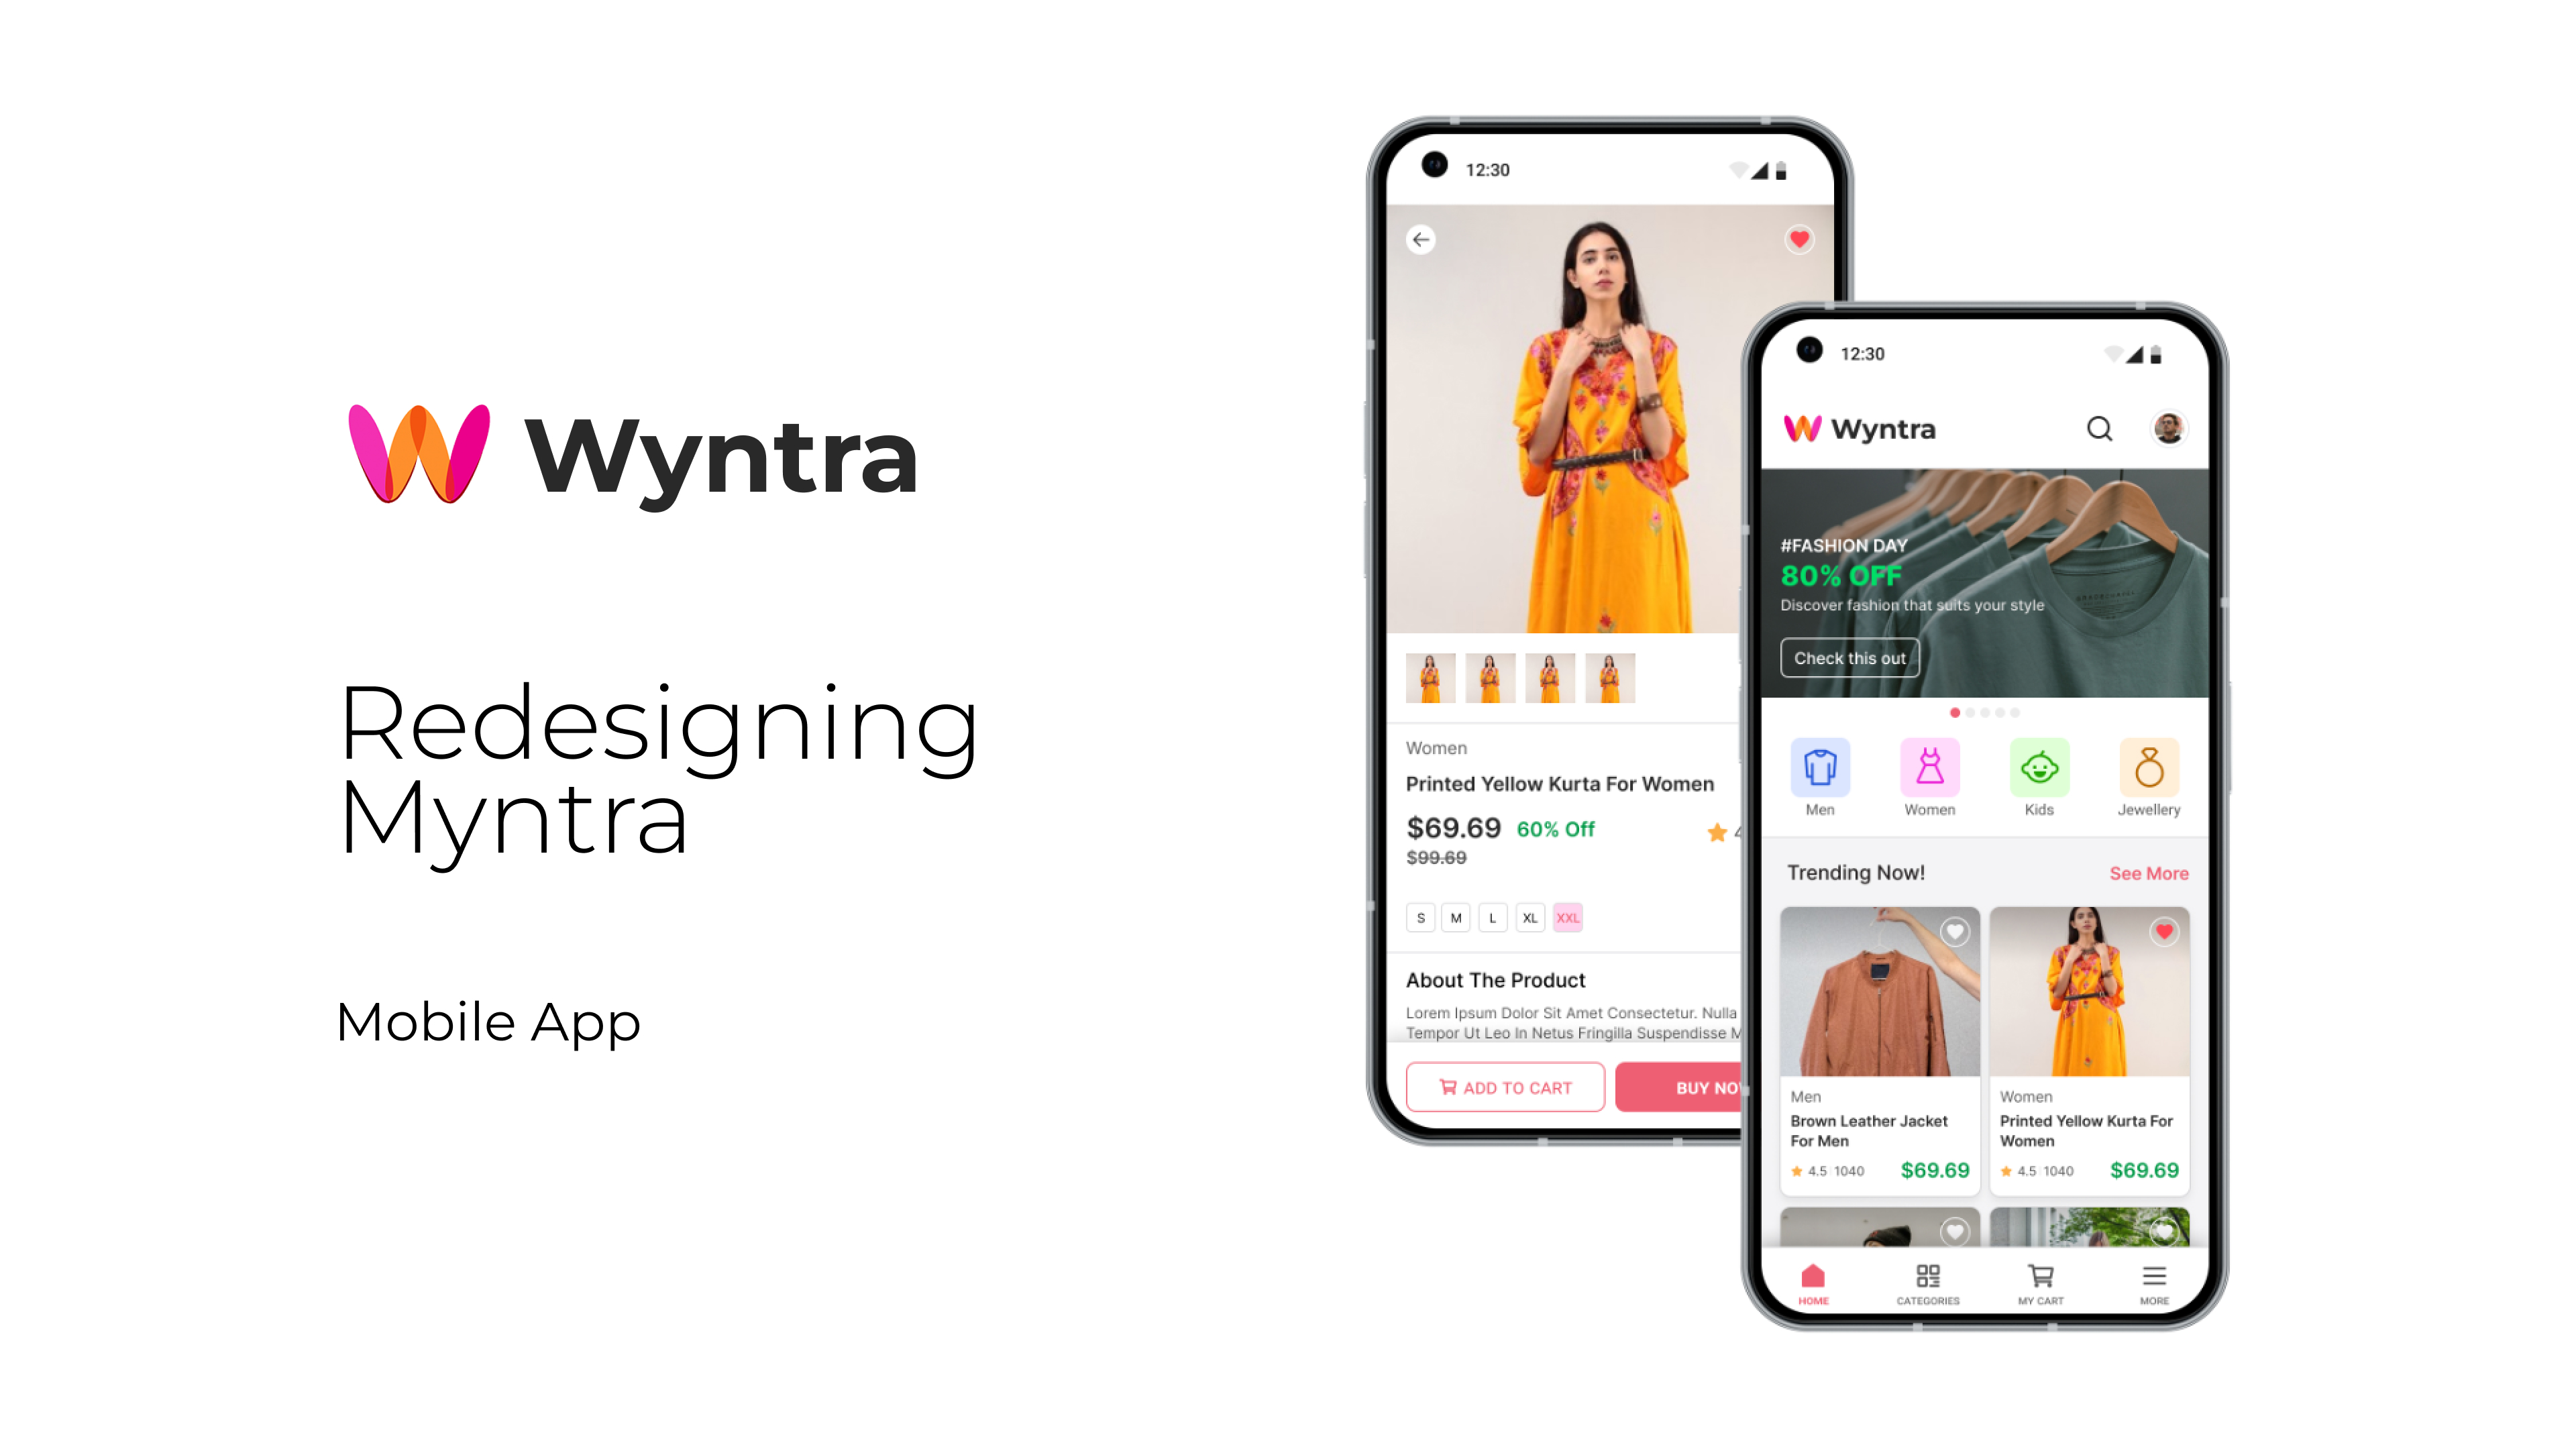 Wyntra
Redesigning
Myntra
Mobile App
12:30
Women
Printed Yellow Kurta For Women
$69.69 60% Off
$99.69
S M L XL XXL
About The Product
Lorem Ipsum Dolor Sit Amet Consectetur. Nulla
Tempor Ut Leo In Netus Fringilla Suspendisse
ADD TO CART BUY
12:30
Wyntra
#FASHION DAY
80% OFF
Discover fashion that suits your style
Check this out
Men Women Kids Jewellery
Trending Now! See More
Men
Brown Leather Jacket
For Men
4.5 1040 $69.69
Women
Printed Yellow Kurta For
Women
4.5 1040 $69.69
HOME CATEGORIES MY CART MORE